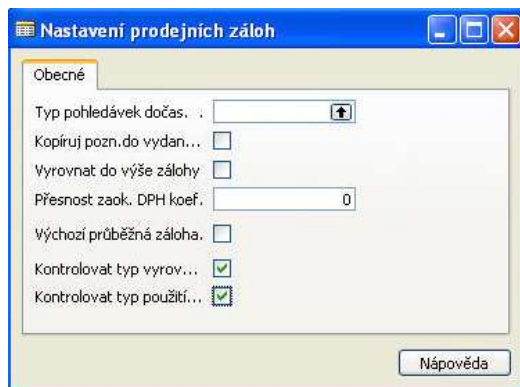 Nastavení prodejních záloh
Obecné
Typ pohledávek dočas. .
Kopíruj pozn.do vydan...
Vyrovnat do výše zálohy
Přesnost zaok. DPH koef. 0
Výchozí průběžná záloha.
Kontrolovat typ vyrov...
Kontrolovat typ použití...
Nápověda